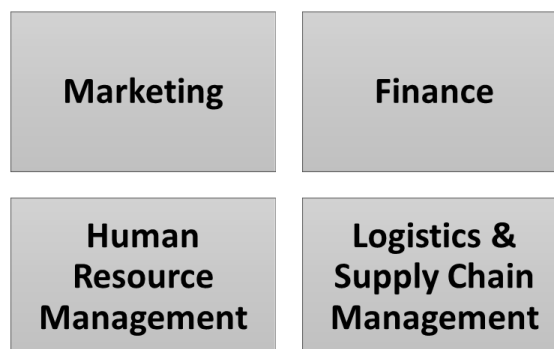 Marketing
Finance
Human
Resource
Management
Logistics &
Supply Chain
Management